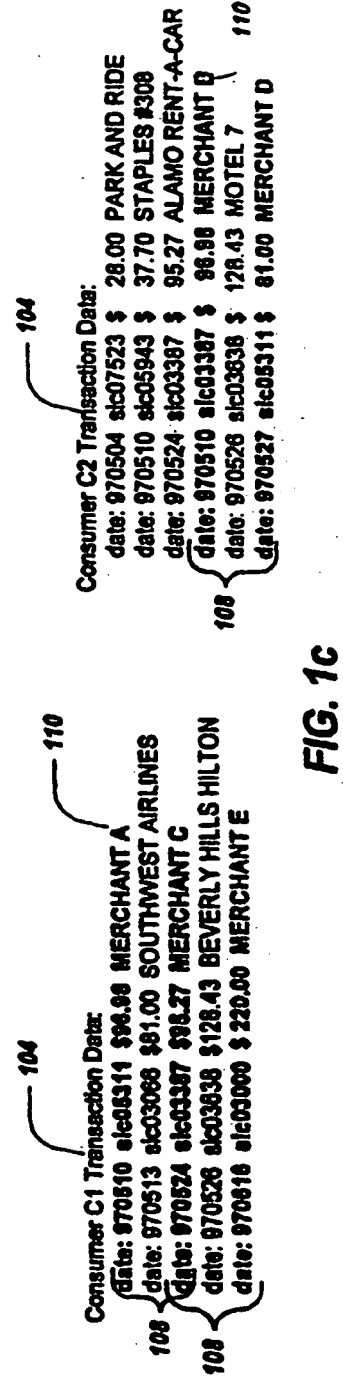 104
Consumer C1 Transaction Data:
date: 970510 sic05311 $96.98 MERCHANT A
110
date: 970513 sic03066 $81.00 SOUTHWEST AIRLINES
date: 970524 sic03387 $95.27 MERCHANT C
108
date: 970526 sic03638 $128.43 BEVERLY HILLS HILTON
date: 970616 sic03000 $ 220.00 MERCHANT E
108
104
Consumer C2 Transaction Data:
date: 970504 sic07523 $ 28.00 PARK AND RIDE
date: 970510 sic05943 $ 37.70 STAPLES #308
date: 970524 sic03387 $ 95.27 ALAMO RENT-A-CAR
date: 970510 sic03387 $ 96.98 MERCHANT D
date: 970526 sic03638 $ 128.43 MOTEL 7
110
date: 970527 sic05311 $ 81.00 MERCHANT D
108
FIG. 1c